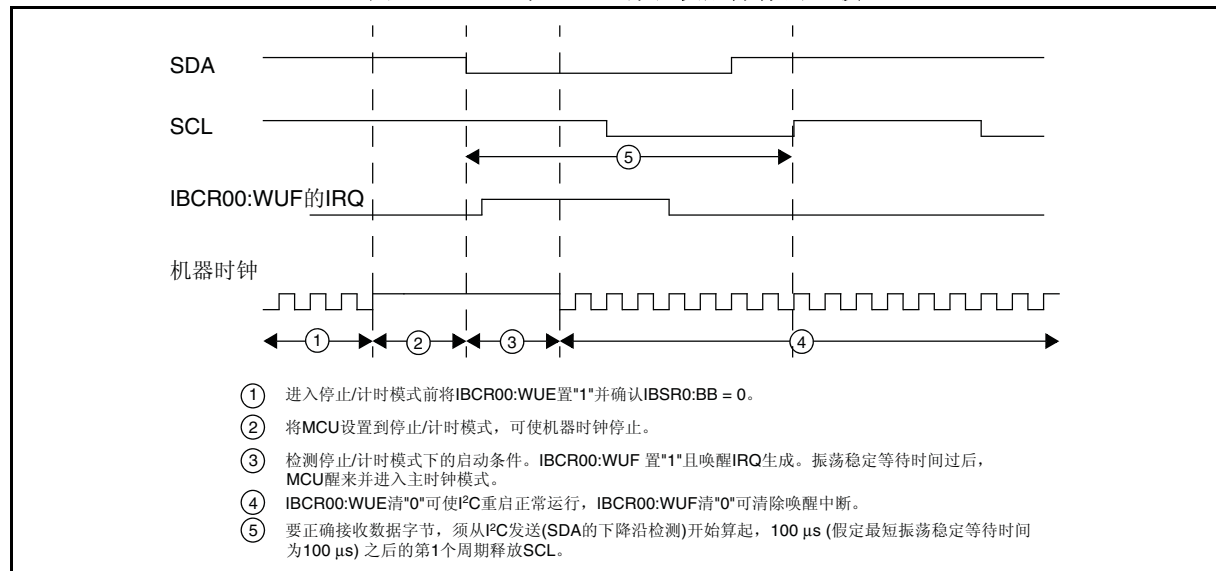 SDA
SCL
⑤
IBCR00:WUF的IRQ
机器时钟
① ② ③ ④
① 进入停止/计时模式前将IBCR00:WUE置"1"并确认IBSR0:BB = 0。
② 将MCU设置到停止/计时模式，可使机器时钟停止。
③ 检测停止/计时模式下的启动条件。IBCR00:WUF 置"1"且唤醒IRQ生成。振荡稳定等待时间过后，
MCU醒来并进入主时钟模式。
④ IBCR00:WUE清"0"可使I²C重启正常运行，IBCR00:WUF清"0"可清除唤醒中断。
⑤ 要正确接收数据字节，须从I²C发送(SDA的下降沿检测)开始算起，100 μs (假定最短振荡稳定等待时间
为100 μs) 之后的第1个周期释放SCL。